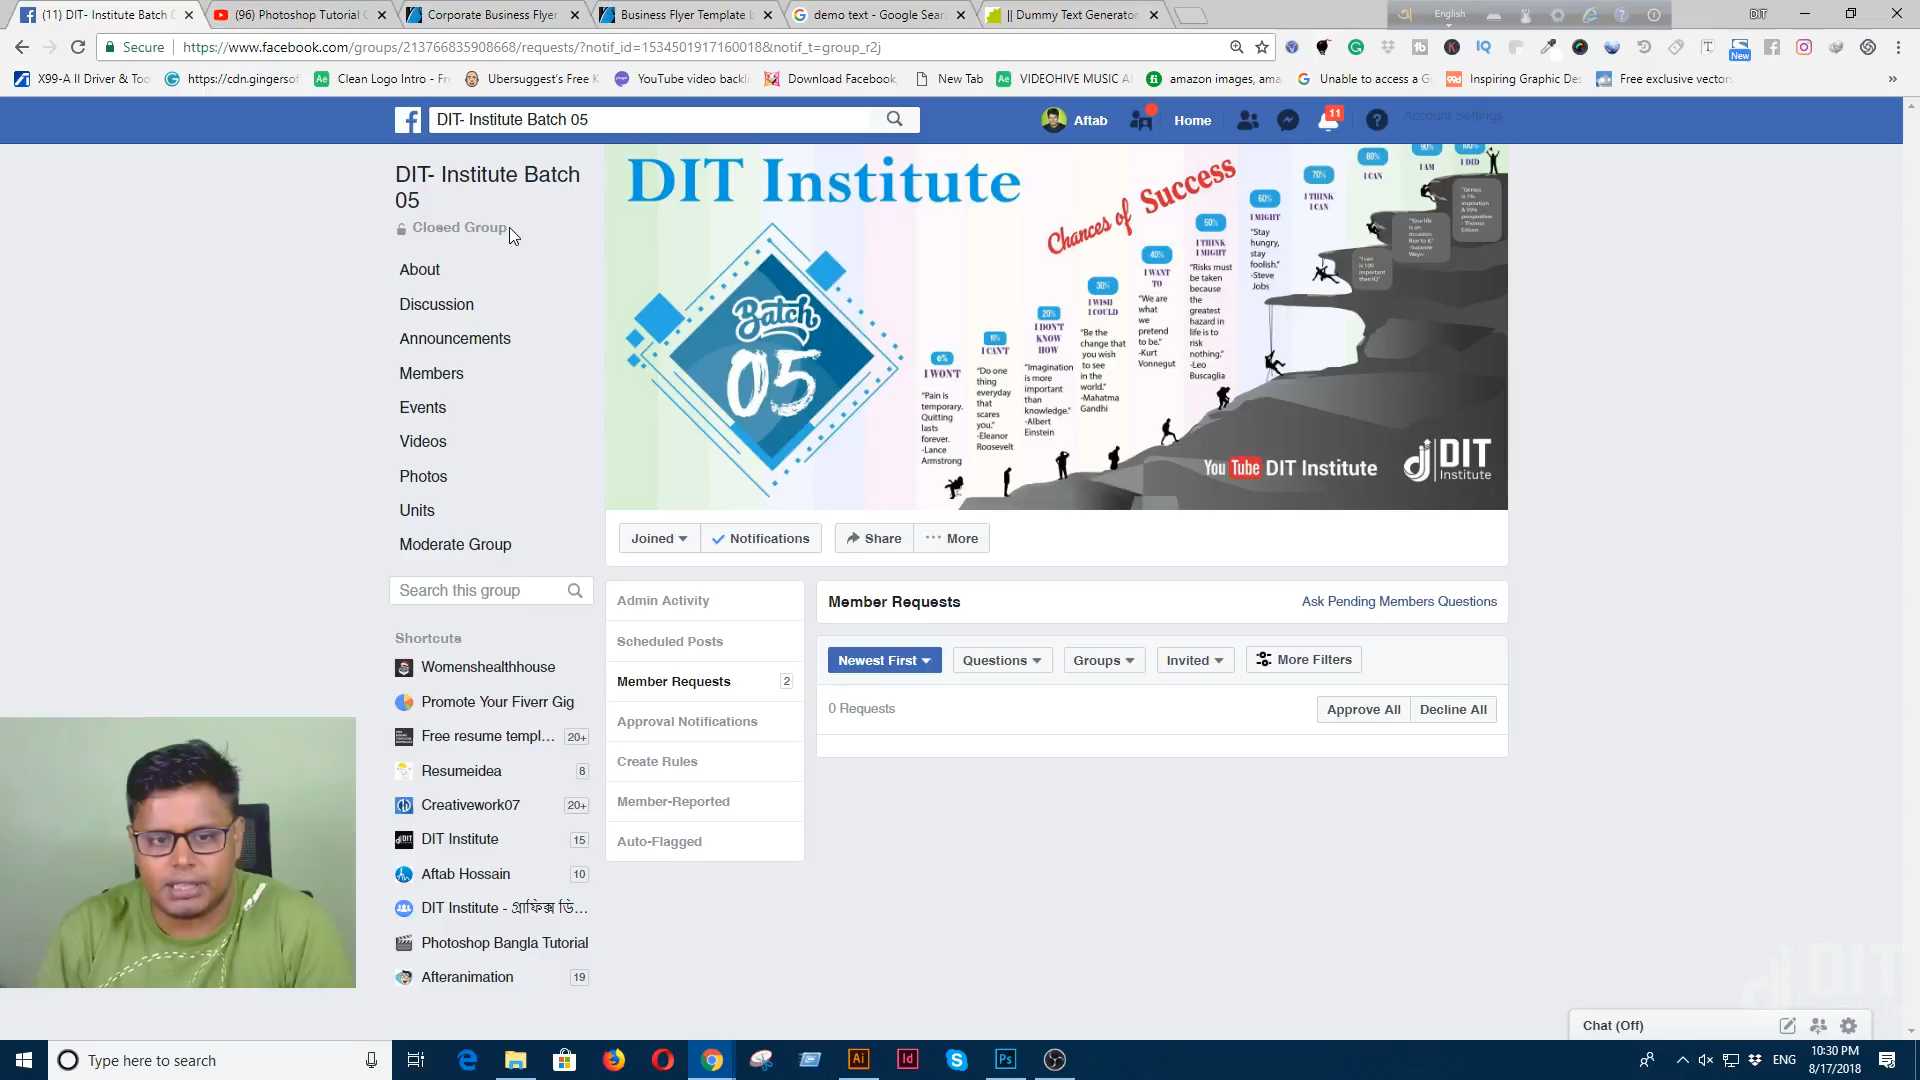 (11) DIT- Institute Batch 0
(96) Photoshop Tutorial C
Corporate Business Flyer
Business Flyer Template b
demo text - Google Sear
|| Dummy Text Generator
English
DIT
Secure
https://www.facebook.com/groups/213766835908668/requests/?notif_id=1534501917160018&notif_t=group_r2j
X99-A II Driver & Too
https://cdn.gingersof
Clean Logo Intro - Fr
Ubersuggest's Free K
YouTube video backli
Download Facebook,
New Tab
VIDEOHIVE MUSIC A
amazon images, ama
Unable to access a G
Inspiring Graphic Des
Free exclusive vectors
New
DIT- Institute Batch 05
Aftab
Home
11
Account Settings
DIT- Institute Batch
05
Closed Group
About
Discussion
Announcements
Members
Events
Videos
Photos
Units
Moderate Group
Search this group
Shortcuts
Womenshealthhouse
Promote Your Fiverr Gig
Free resume templ... 20+
Resumeidea 8
Creativework07 20+
DIT Institute 15
Aftab Hossain 10
DIT Institute - গ্রাফিক্স ডি...
Photoshop Bangla Tutorial
Afteranimation 19
DIT Institute
Chances of Success
Batch
05
0%
I WON'T
"Pain is
temporary.
Quitting
lasts
forever.
-Lance
Armstrong
10%
I CAN'T
"Do one
thing
everyday
that
scares
you."
-Eleanor
Roosevelt
20%
I DON'T
KNOW
HOW
"Imagination
is more
important
than
knowledge."
-Albert
Einstein
30%
I WISH
I COULD
"Be the
change that
you wish
to see
in the
world."
-Mahatma
Gandhi
40%
I WANT
TO
"We are
what
we
pretend
to be."
-Kurt
Vonnegut
50%
I THINK
I MIGHT
"Risks must
be taken
because
the
greatest
hazard in
life is to
risk
nothing."
-Leo
Buscaglia
60%
I MIGHT
"Stay
hungry,
stay
foolish."
-Steve
Jobs
70%
I THINK
I CAN
80%
I CAN
90%
I AM
100%
I DID
You Tube DIT Institute
DIT
Institute
Joined
Notifications
Share
More
Admin Activity
Scheduled Posts
Member Requests 2
Approval Notifications
Create Rules
Member-Reported
Auto-Flagged
Member Requests
Ask Pending Members Questions
Newest First
Questions
Groups
Invited
More Filters
0 Requests
Approve All
Decline All
Chat (Off)
Type here to search
ENG
10:30 PM
8/17/2018